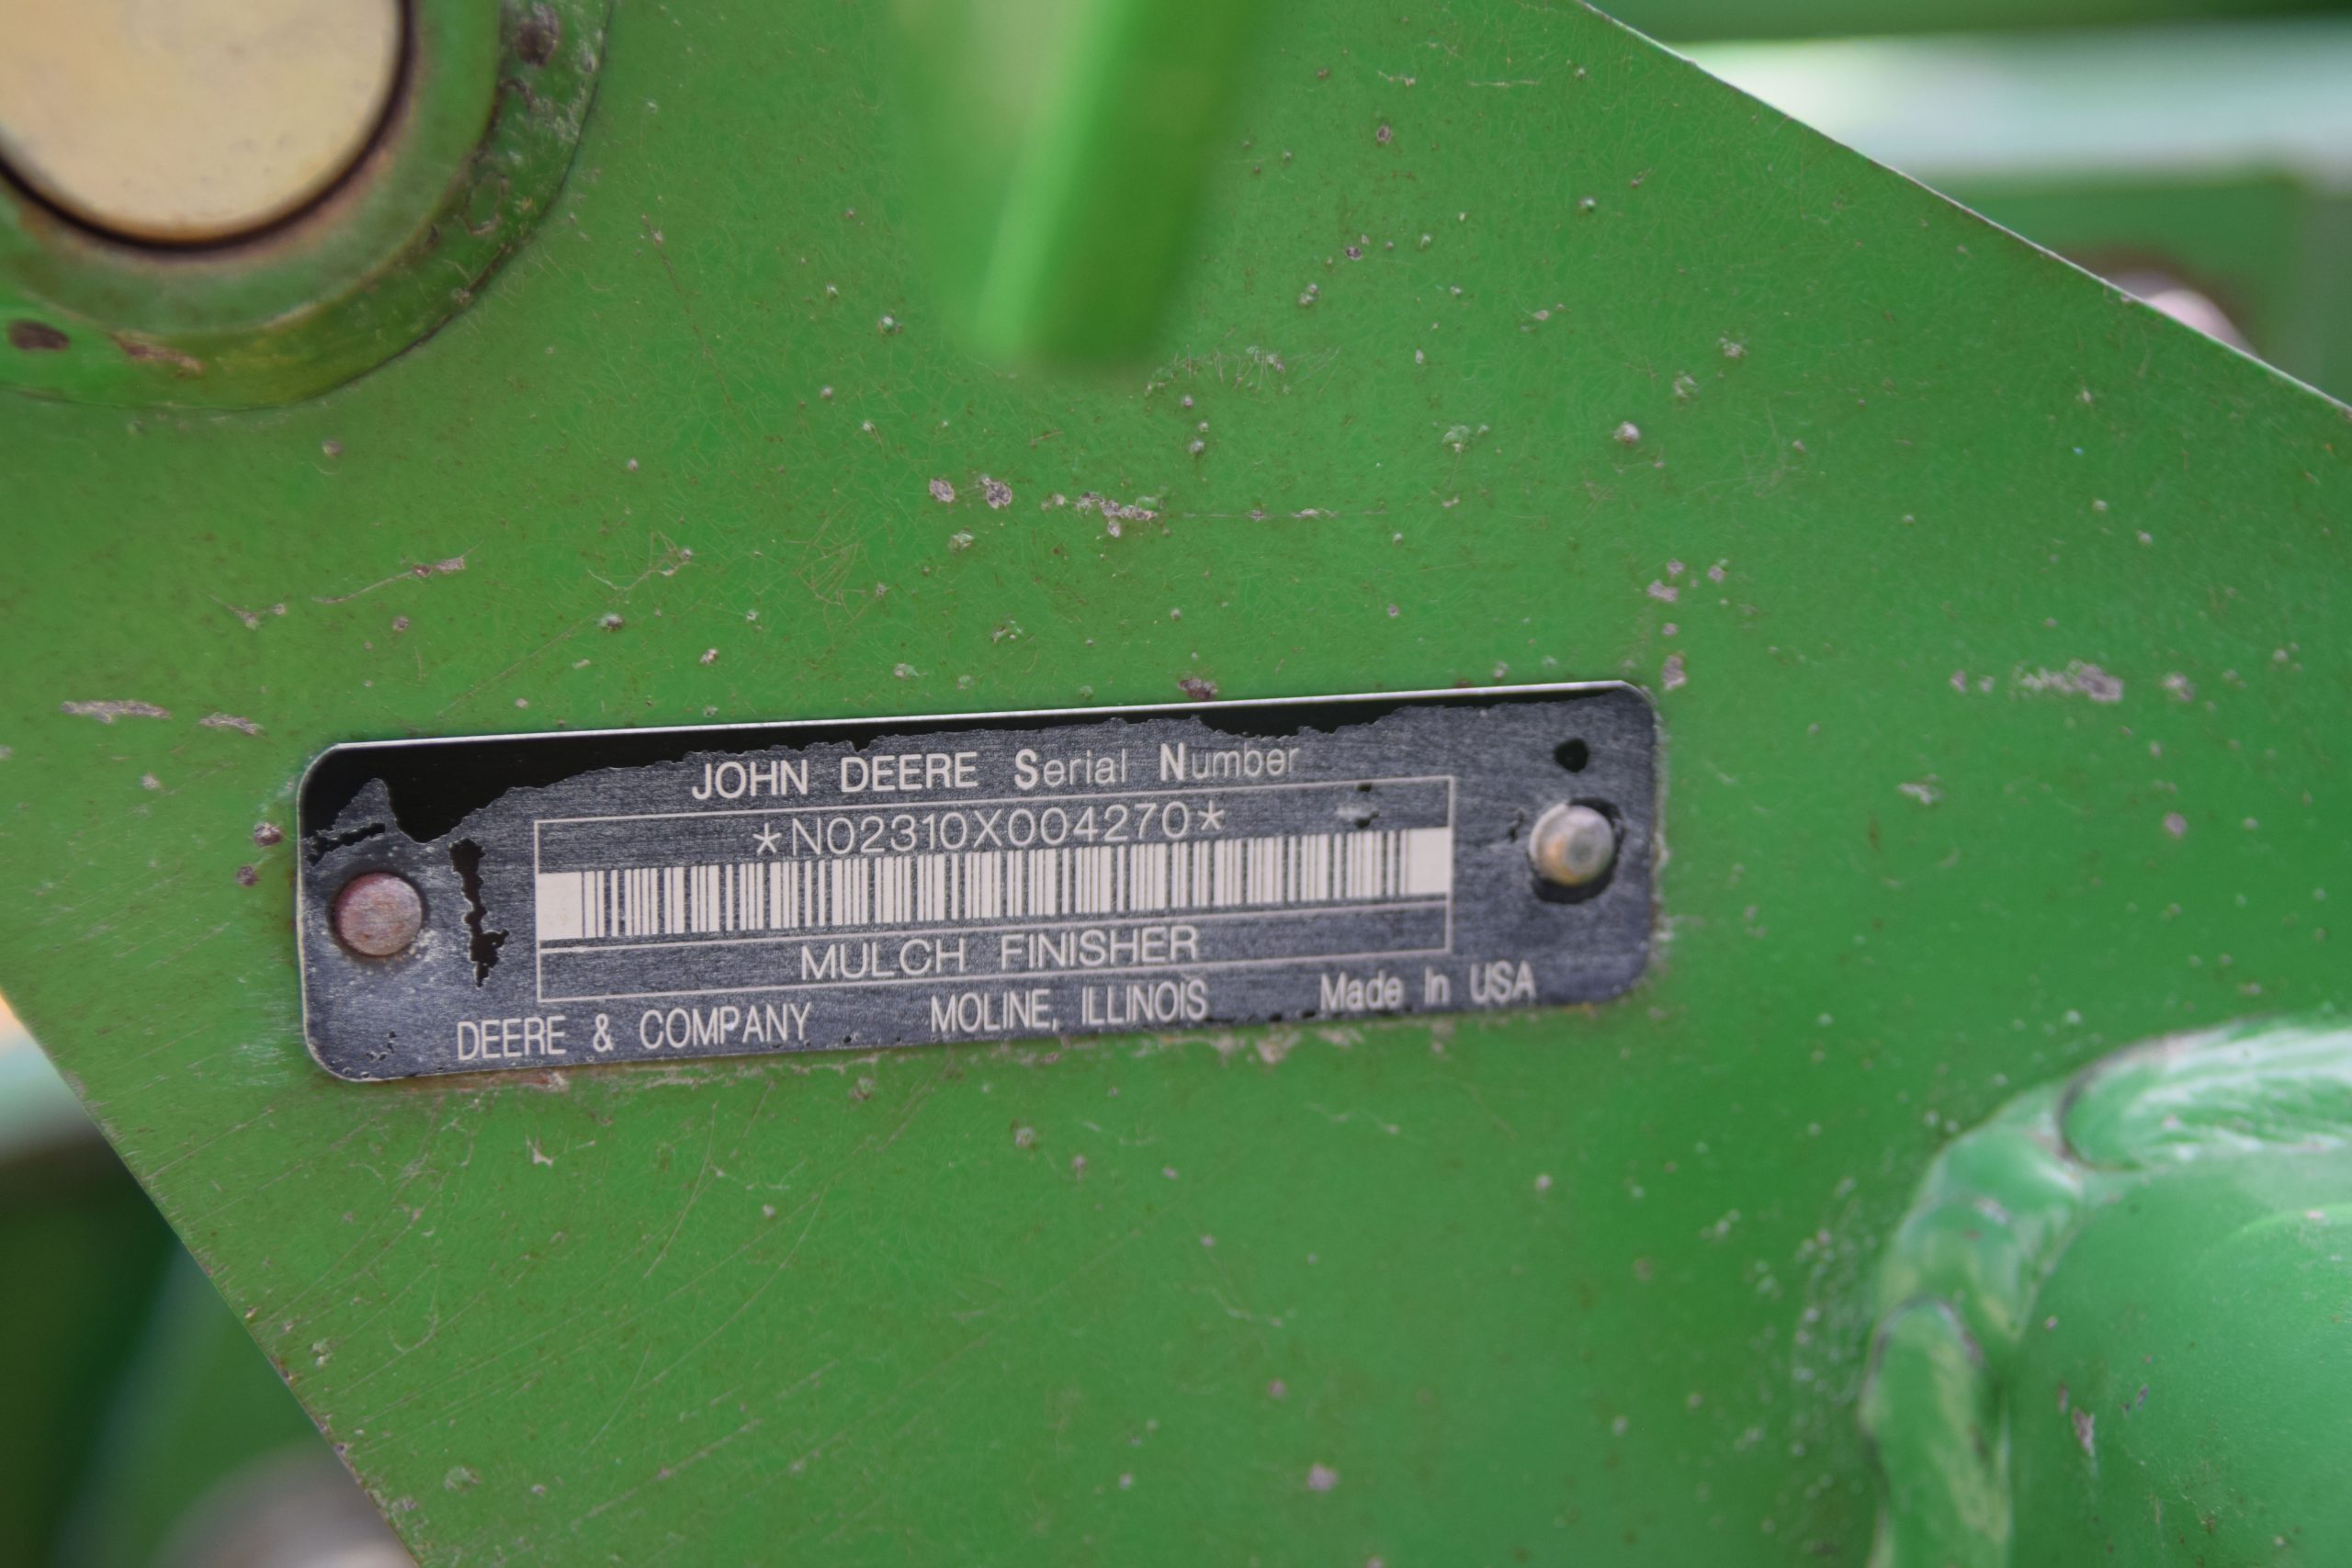 JOHN DEERE Serial Number
*N02310X004270*
MULCH FINISHER
DEERE & COMPANY MOLINE, ILLINOIS Made In USA